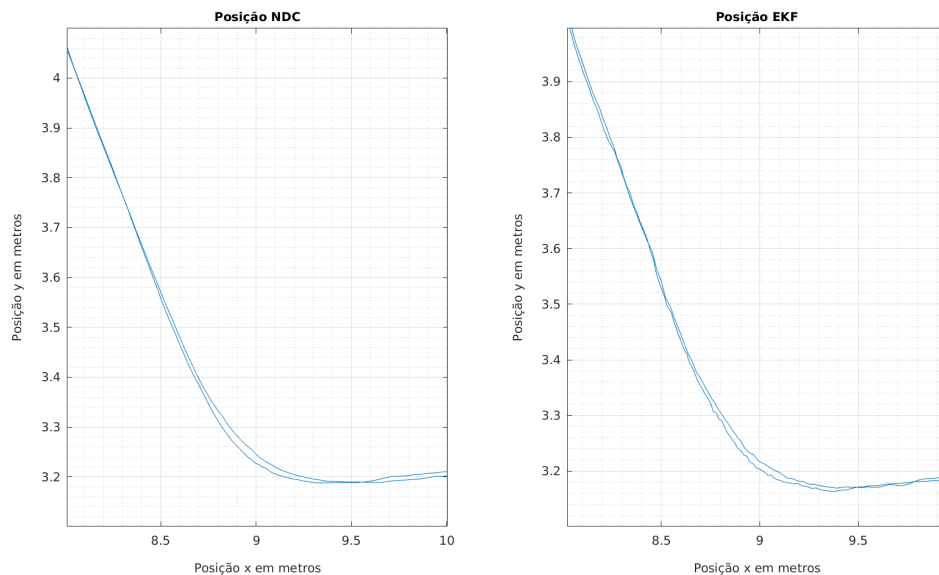 Posição NDC
4
3.9
3.8
3.7
3.6
3.5
3.4
3.3
3.2
8.5 9 9.5 10
Posição x em metros
Posição y em metros
Posição EKF
3.9
3.8
3.7
3.6
3.5
3.4
3.3
3.2
8.5 9 9.5
Posição x em metros
Posição y em metros